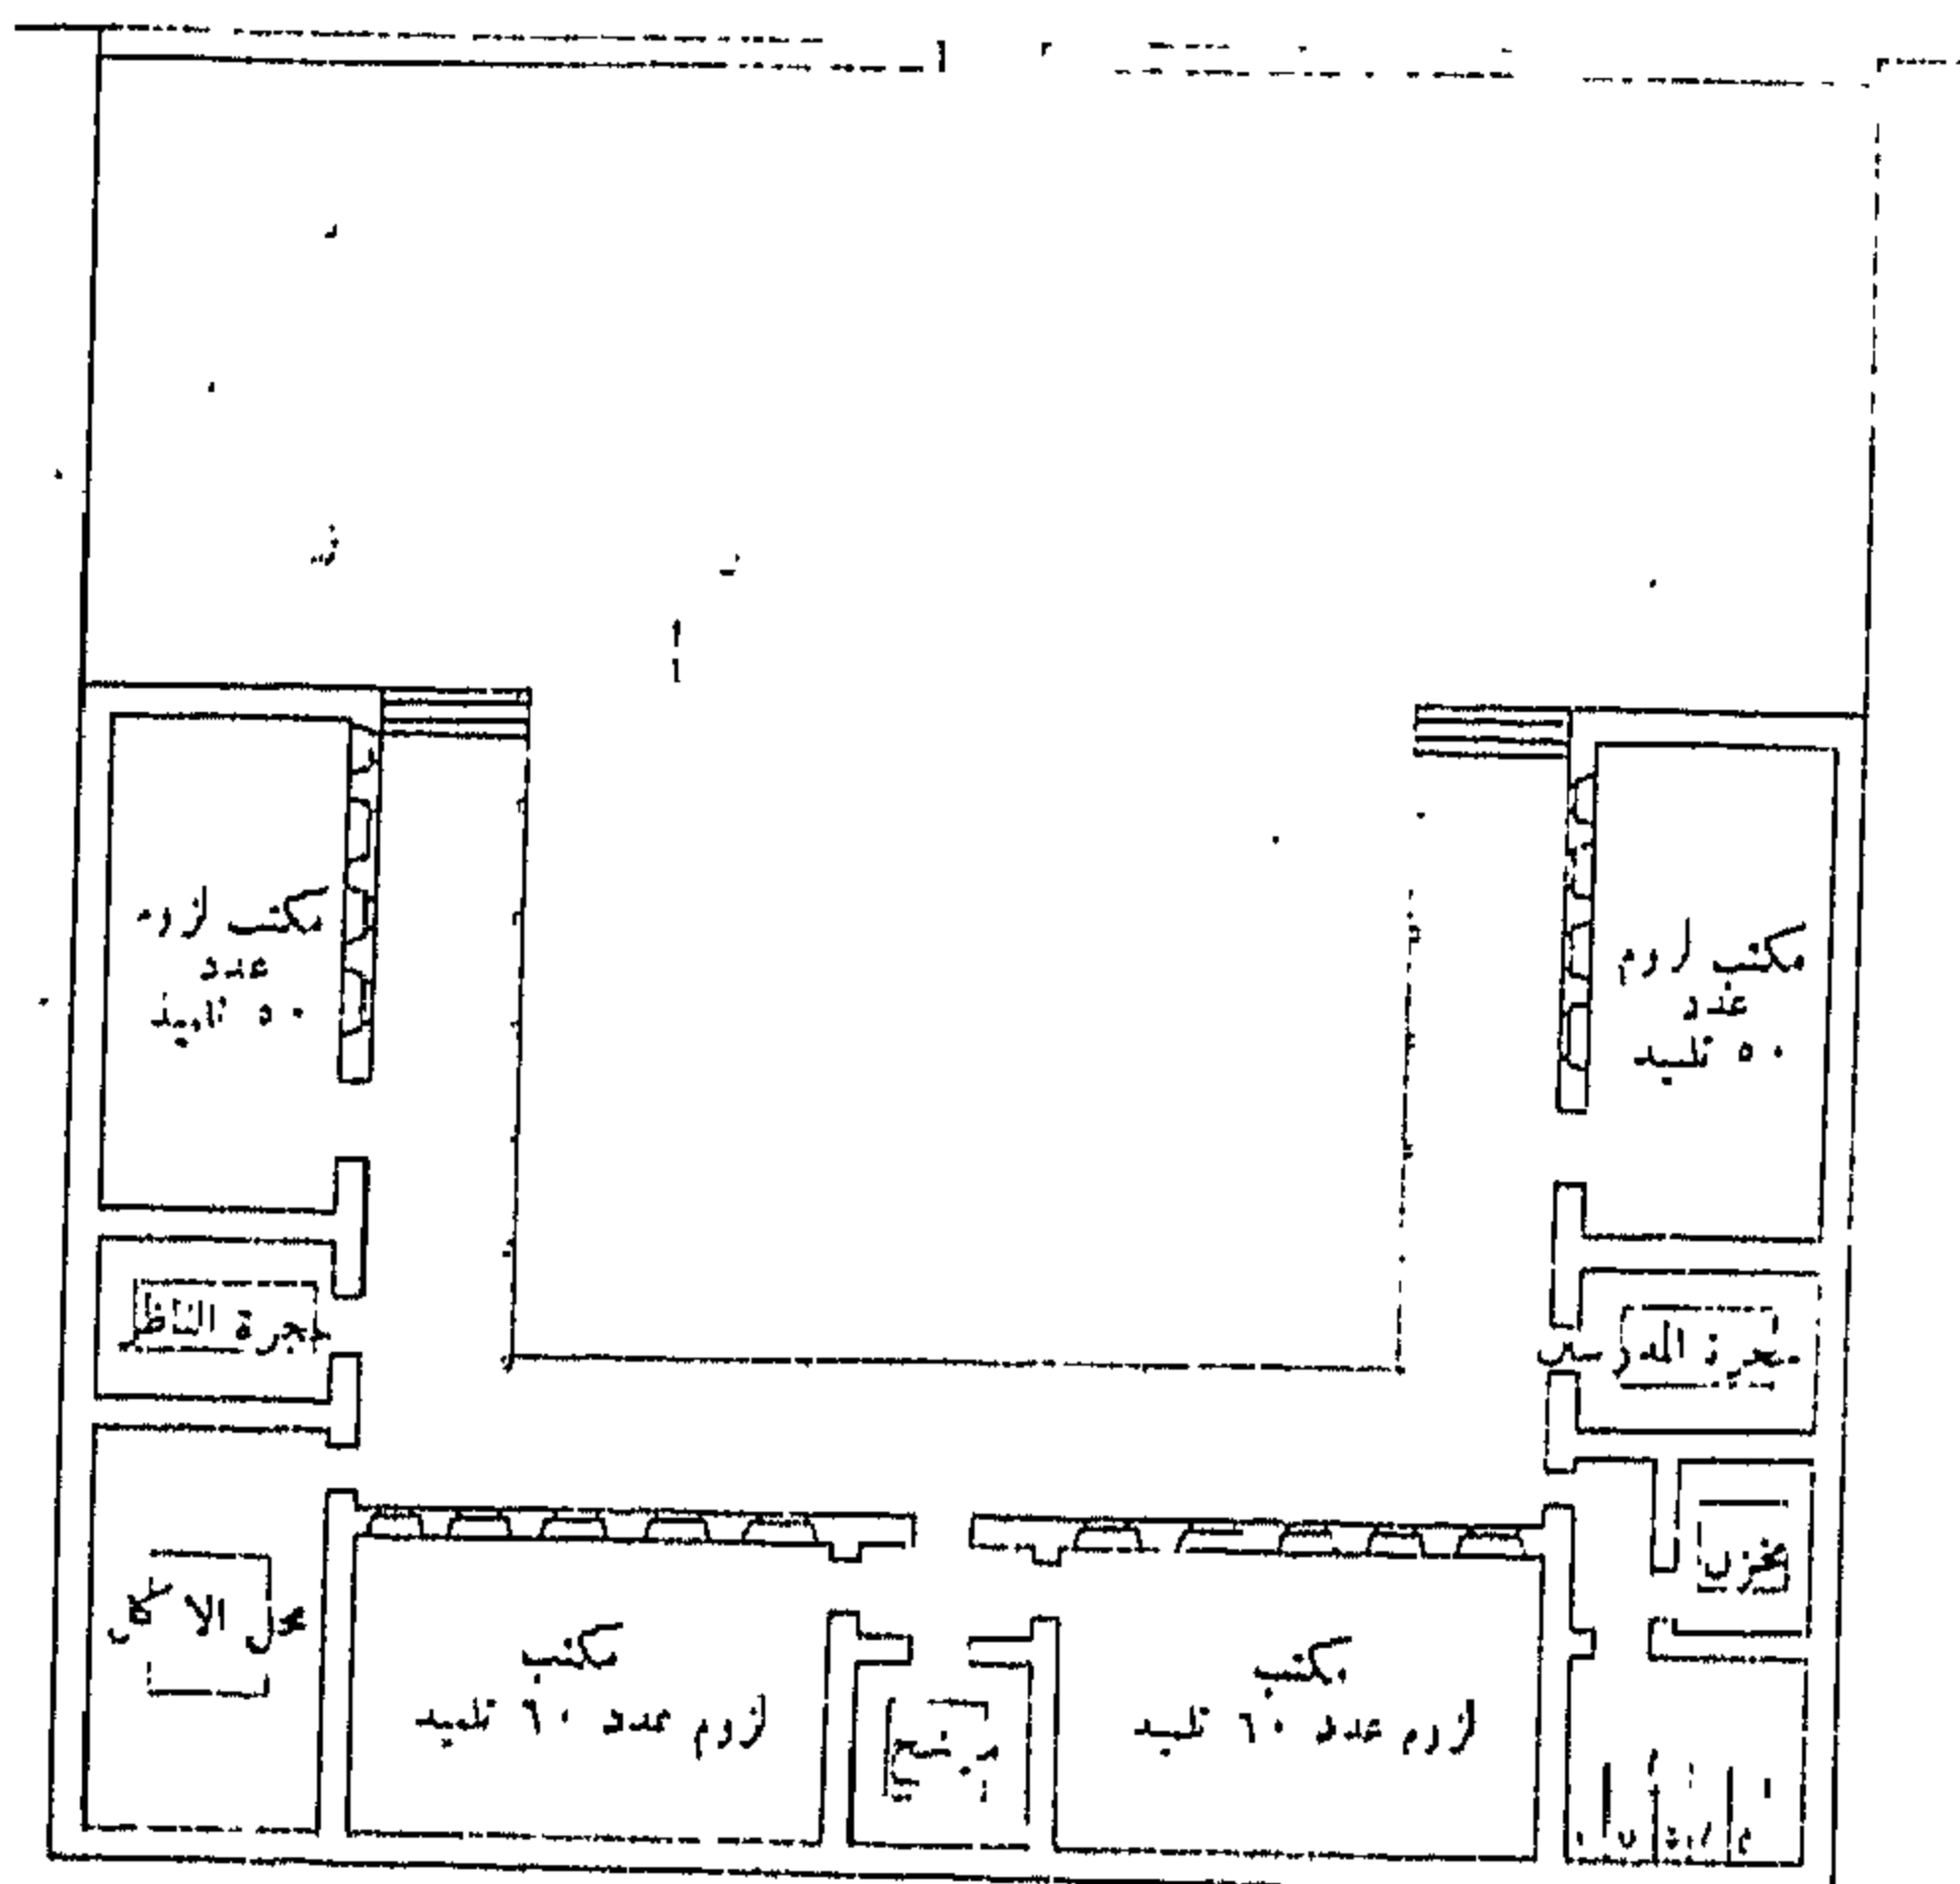 مكتب لزوم
عدد
٥٠ تلميذ
مكتب لزوم
عدد
٥٠ تلميذ
حجرة المدرسين
حجرة الناظر
مخزن
محل الاكل
مكتب
لزوم عدد ٦٠ تلميذ
مكتب
لزوم عدد ٦٠ تلميذ